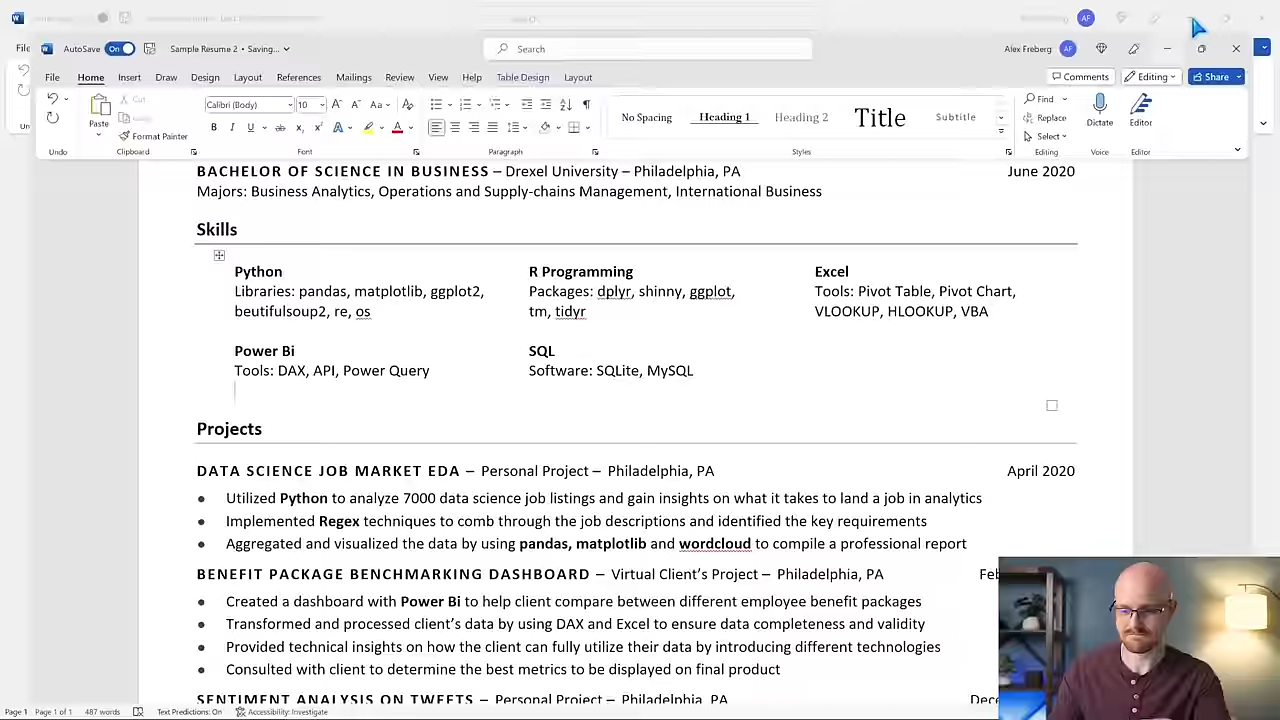 AutoSave On Sample Resume 2 • Saving... Search Alex Freberg AF
File Home Insert Draw Design Layout References Mailings Review View Help Table Design Layout Comments Editing Share
Paste Cut
Format Painter
Calibri (Body) 10
No Spacing Heading 1 Heading 2 Title Subtitle
Find
Replace
Select
Dictate
Editor
Undo Clipboard Font Paragraph Styles Editing Voice Editor
BACHELOR OF SCIENCE IN BUSINESS – Drexel University – Philadelphia, PA June 2020
Majors: Business Analytics, Operations and Supply-chains Management, International Business
Skills
Python R Programming Excel
Libraries: pandas, matplotlib, ggplot2, Packages: dplyr, shinny, ggplot, Tools: Pivot Table, Pivot Chart,
beutifulsoup2, re, os tm, tidyr VLOOKUP, HLOOKUP, VBA
Power Bi SQL
Tools: DAX, API, Power Query Software: SQLite, MySQL
Projects
DATA SCIENCE JOB MARKET EDA – Personal Project – Philadelphia, PA April 2020
● Utilized Python to analyze 7000 data science job listings and gain insights on what it takes to land a job in analytics
● Implemented Regex techniques to comb through the job descriptions and identified the key requirements
● Aggregated and visualized the data by using pandas, matplotlib and wordcloud to compile a professional report
BENEFIT PACKAGE BENCHMARKING DASHBOARD – Virtual Client's Project – Philadelphia, PA Feb
● Created a dashboard with Power Bi to help client compare between different employee benefit packages
● Transformed and processed client's data by using DAX and Excel to ensure data completeness and validity
● Provided technical insights on how the client can fully utilize their data by introducing different technologies
● Consulted with client to determine the best metrics to be displayed on final product
SENTIMENT ANALYSIS ON TWEETS – Personal Project – Philadelphia, PA Dec
Page 1 Page 1 of 1 487 words Text Predictions: On Accessibility: Investigate